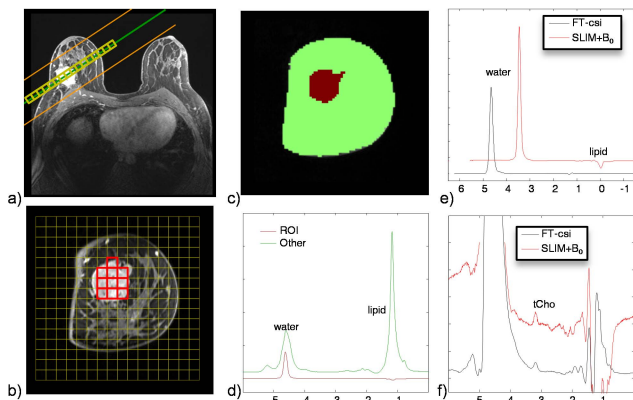 a)
b)
c)
ROI
Other
water
lipid
4
3
2
1
d)
FT-csi
SLIM+B₀
water
lipid
6
5
4
3
2
1
0
-1
e)
FT-csi
SLIM+B₀
tCho
5
4
3
2
1
f)